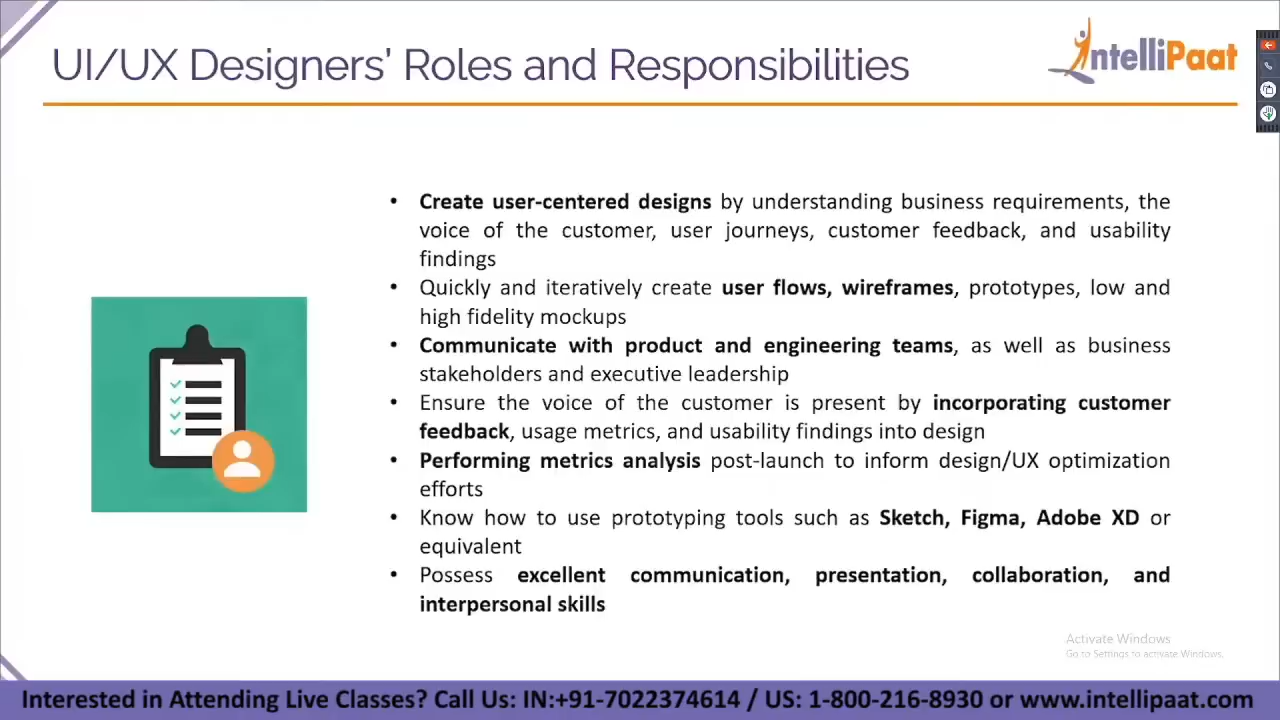 UI/UX Designers' Roles and Responsibilities
IntelliPaat
• Create user-centered designs by understanding business requirements, the
voice of the customer, user journeys, customer feedback, and usability
findings
• Quickly and iteratively create user flows, wireframes, prototypes, low and
high fidelity mockups
• Communicate with product and engineering teams, as well as business
stakeholders and executive leadership
• Ensure the voice of the customer is present by incorporating customer
feedback, usage metrics, and usability findings into design
• Performing metrics analysis post-launch to inform design/UX optimization
efforts
• Know how to use prototyping tools such as Sketch, Figma, Adobe XD or
equivalent
• Possess excellent communication, presentation, collaboration, and
interpersonal skills
Activate Windows
Go to Settings to activate Windows.
Interested in Attending Live Classes? Call Us: IN:+91-7022374614 / US: 1-800-216-8930 or www.intellipaat.com